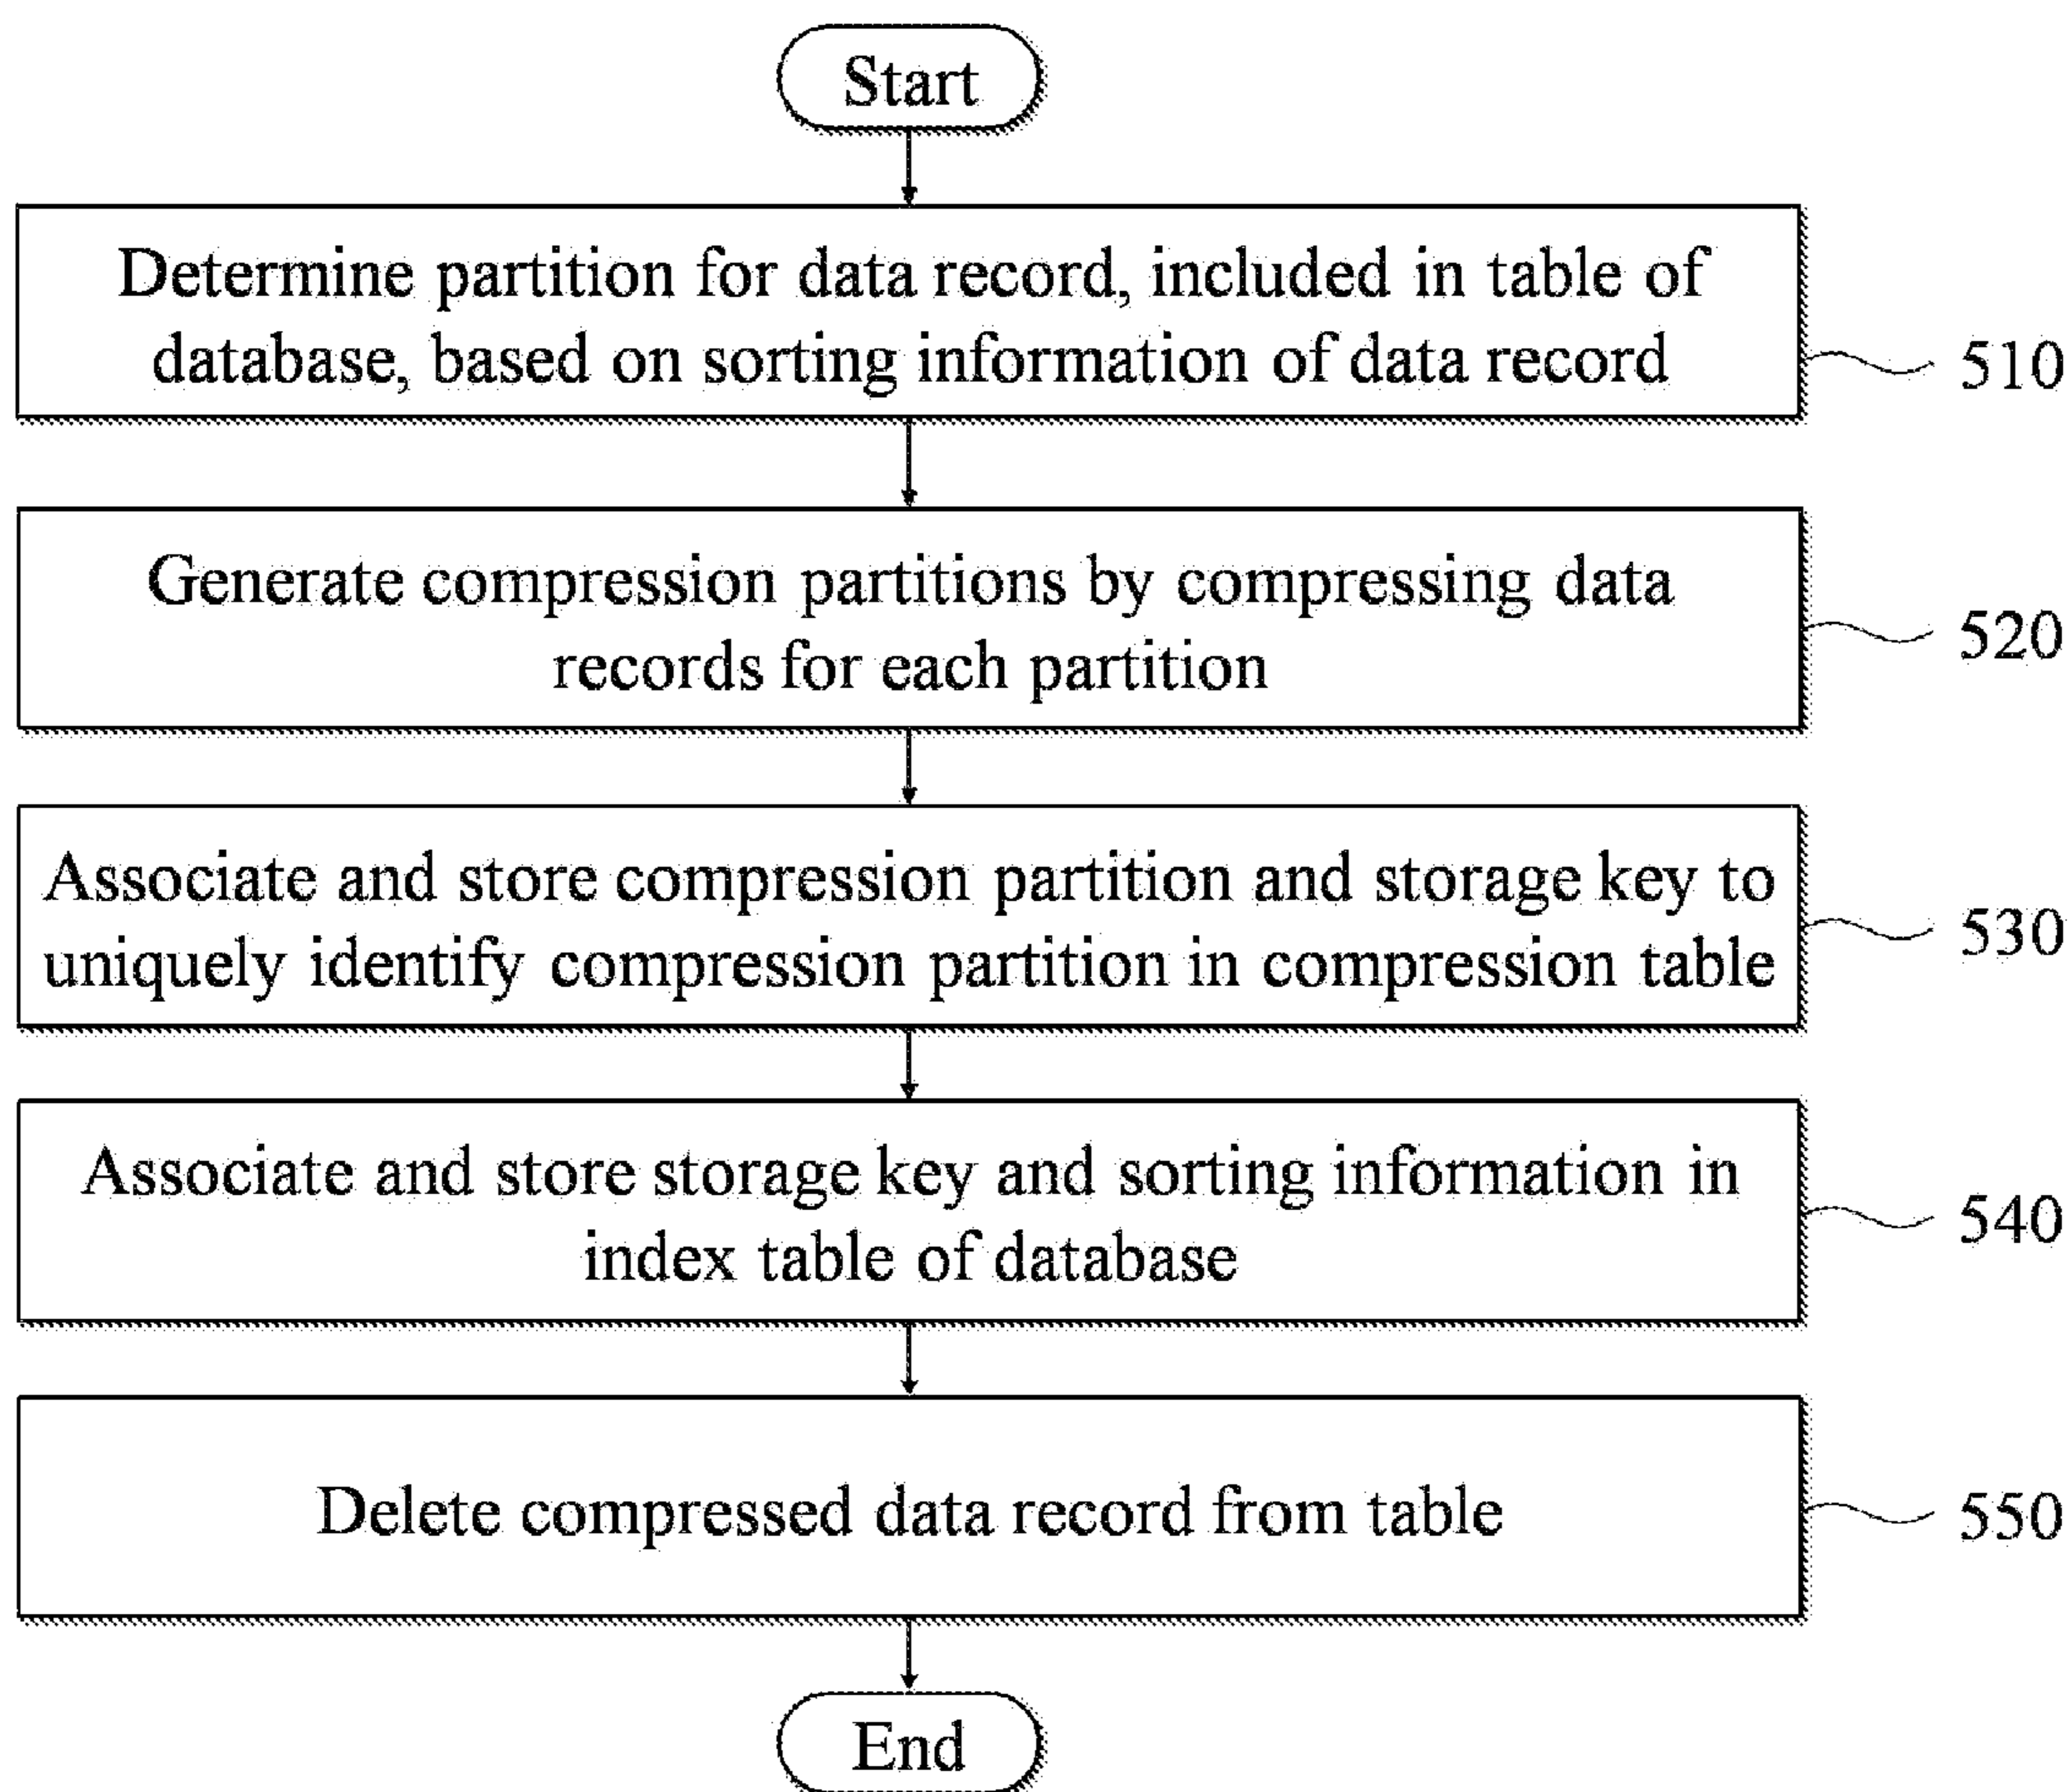 Start
Determine partition for data record, included in table of
database, based on sorting information of data record
510
Generate compression partitions by compressing data
records for each partition
520
Associate and store compression partition and storage key to
uniquely identify compression partition in compression table
530
Associate and store storage key and sorting information in
index table of database
540
Delete compressed data record from table
550
End